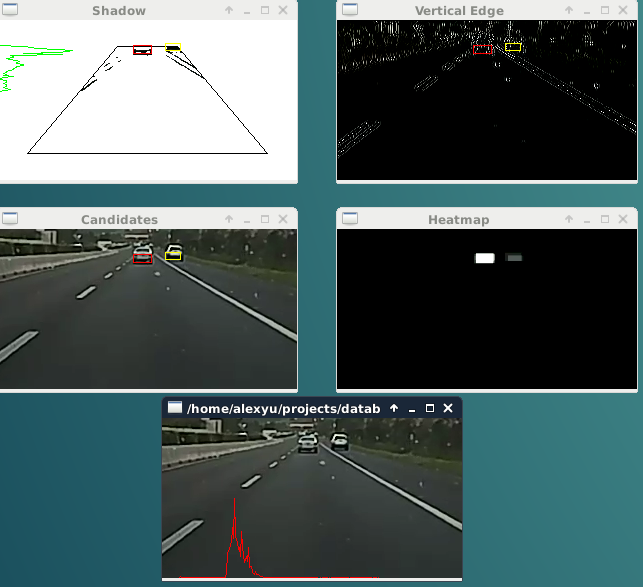 Shadow
Vertical Edge
Candidates
Heatmap
/home/alexyu/projects/datab